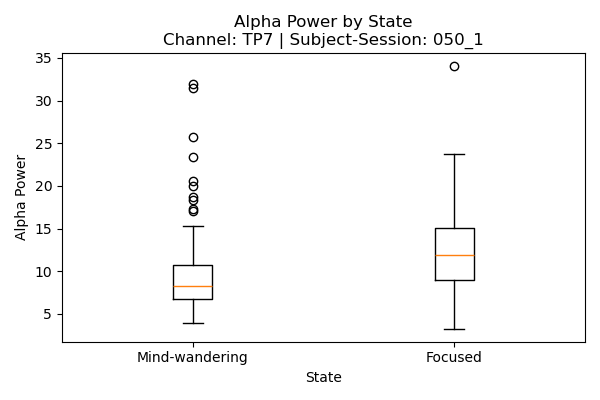 Alpha Power by State
Channel: TP7 | Subject-Session: 050_1
35
30
25
20
15
10
5
Alpha Power
Mind-wandering
Focused
State